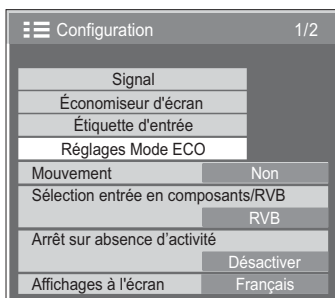 Configuration 1/2
Signal
Économiseur d'écran
Étiquette d'entrée
Réglages Mode ECO
Mouvement Non
Sélection entrée en composants/RVB
RVB
Arrêt sur absence d’activité
Désactiver
Affichages à l'écran Français